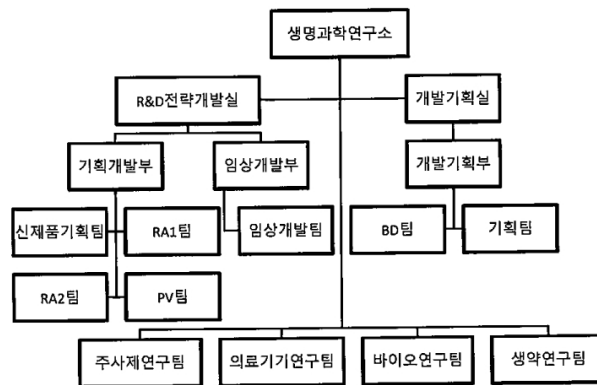 생명과학연구소
R&D전략개발실
개발기획실
기획개발부
임상개발부
개발기획부
신제품기획팀
RA1팀
임상개발팀
BD팀
기획팀
RA2팀
PV팀
주사제연구팀
의료기기연구팀
바이오연구팀
생약연구팀